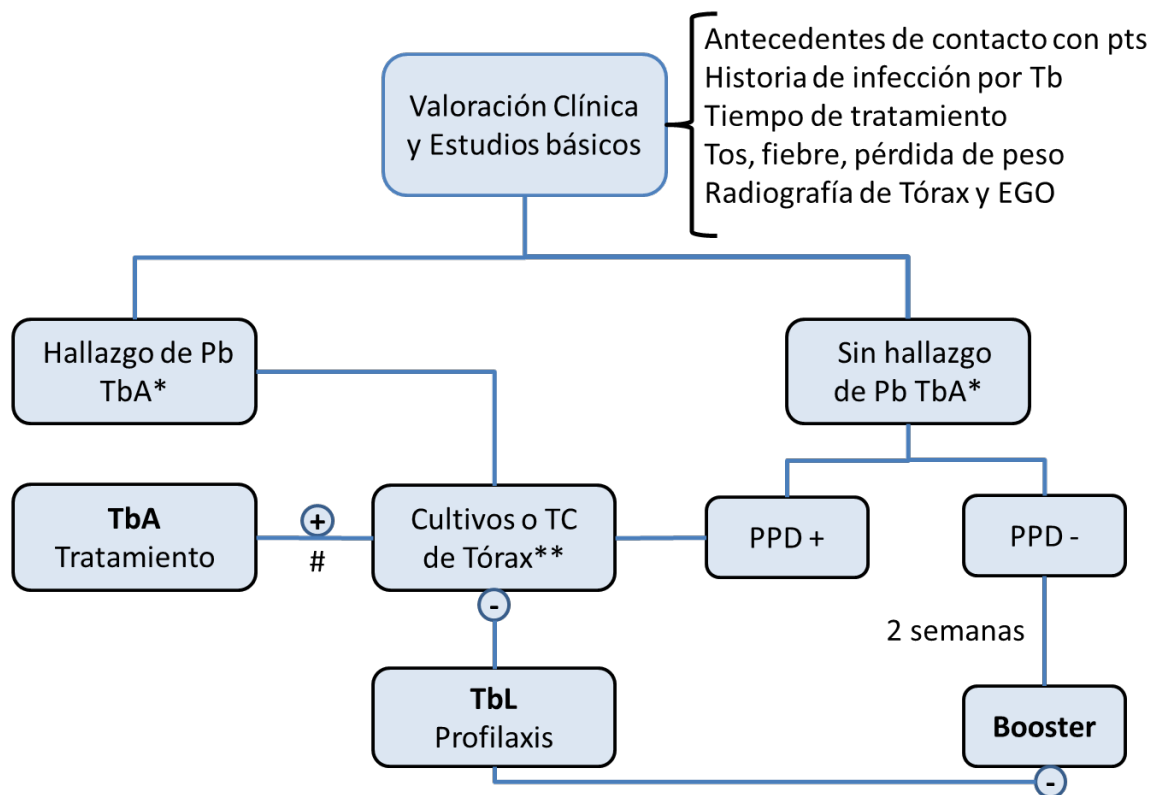 Valoración Clínica
y Estudios básicos
Antecedentes de contacto con pts
Historia de infección por Tb
Tiempo de tratamiento
Tos, fiebre, pérdida de peso
Radiografía de Tórax y EGO
Hallazgo de Pb
TbA*
Sin hallazgo
de Pb TbA*
TbA
Tratamiento
+
#
Cultivos o TC
de Tórax**
PPD +
PPD -
-
2 semanas
TbL
Profilaxis
Booster
-